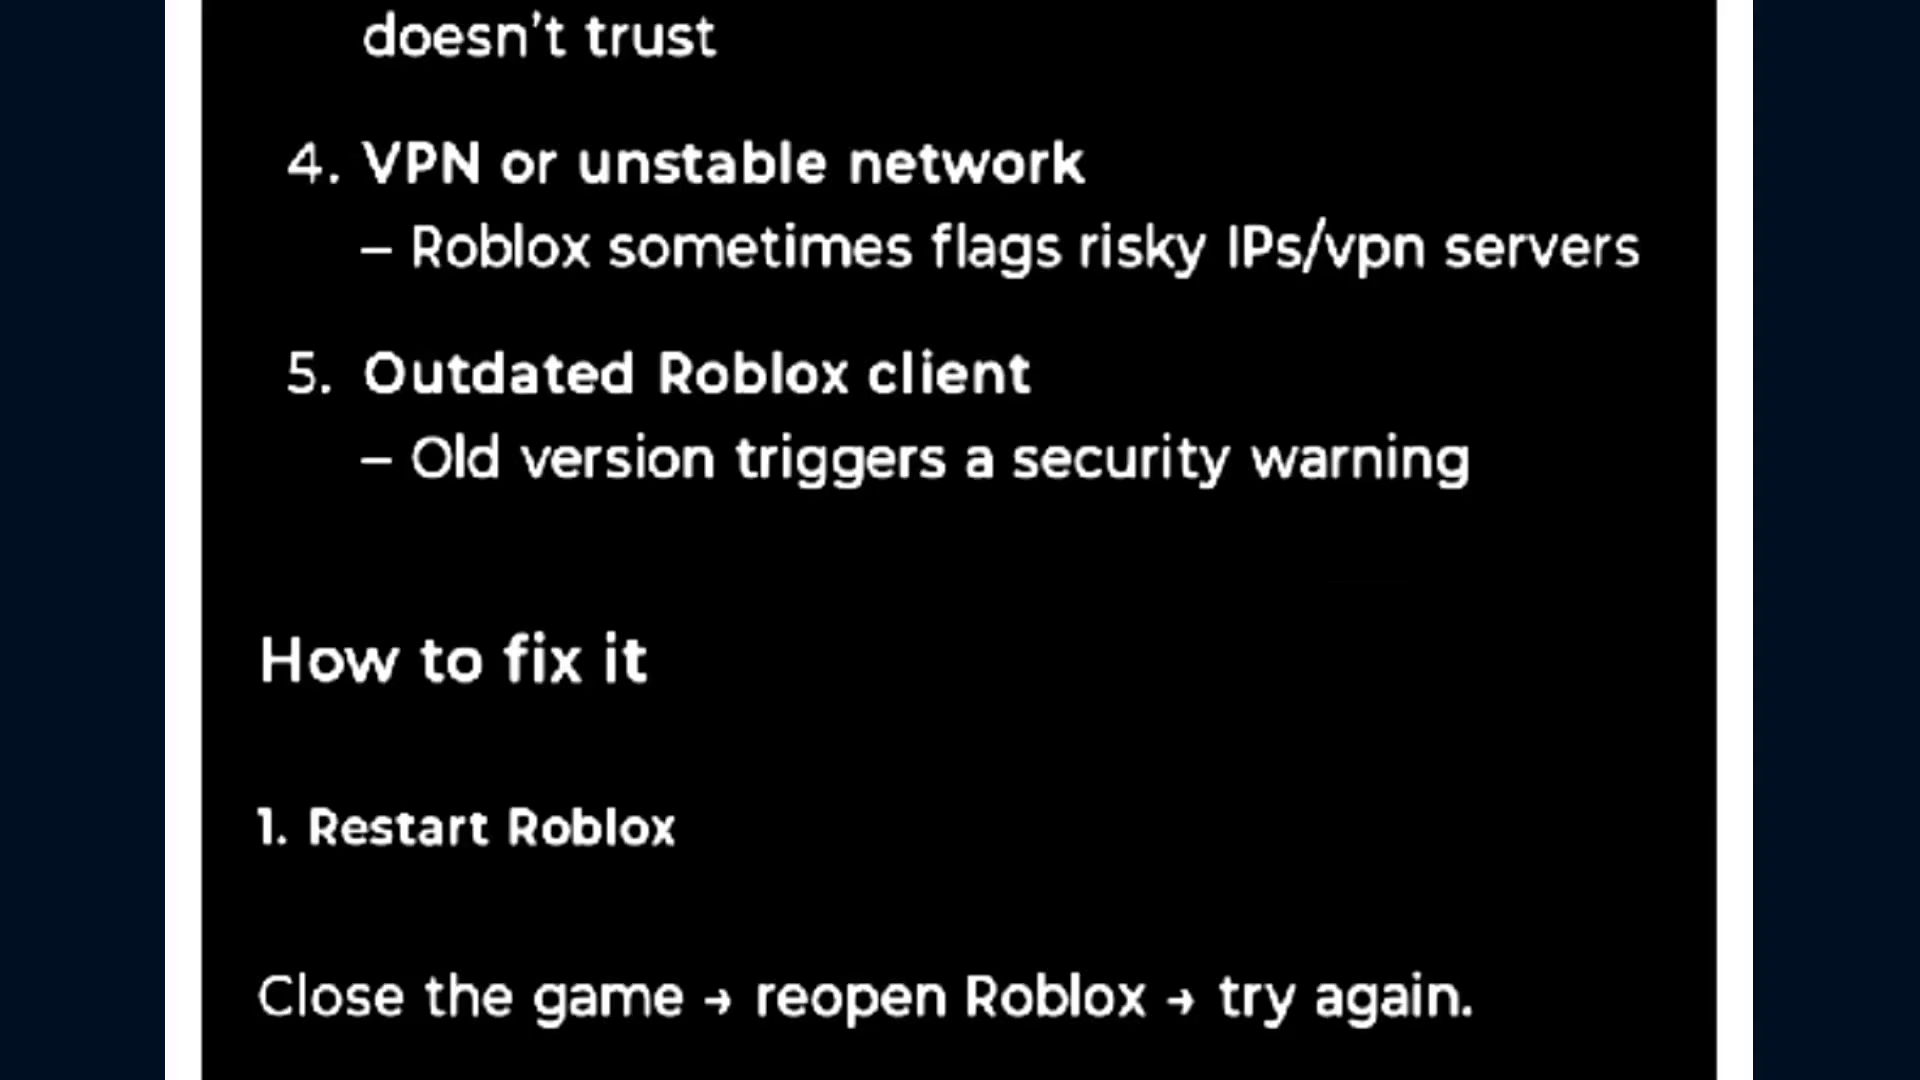 doesn't trust
4. VPN or unstable network
– Roblox sometimes flags risky IPs/vpn servers
5. Outdated Roblox client
– Old version triggers a security warning
How to fix it
1. Restart Roblox
Close the game → reopen Roblox → try again.